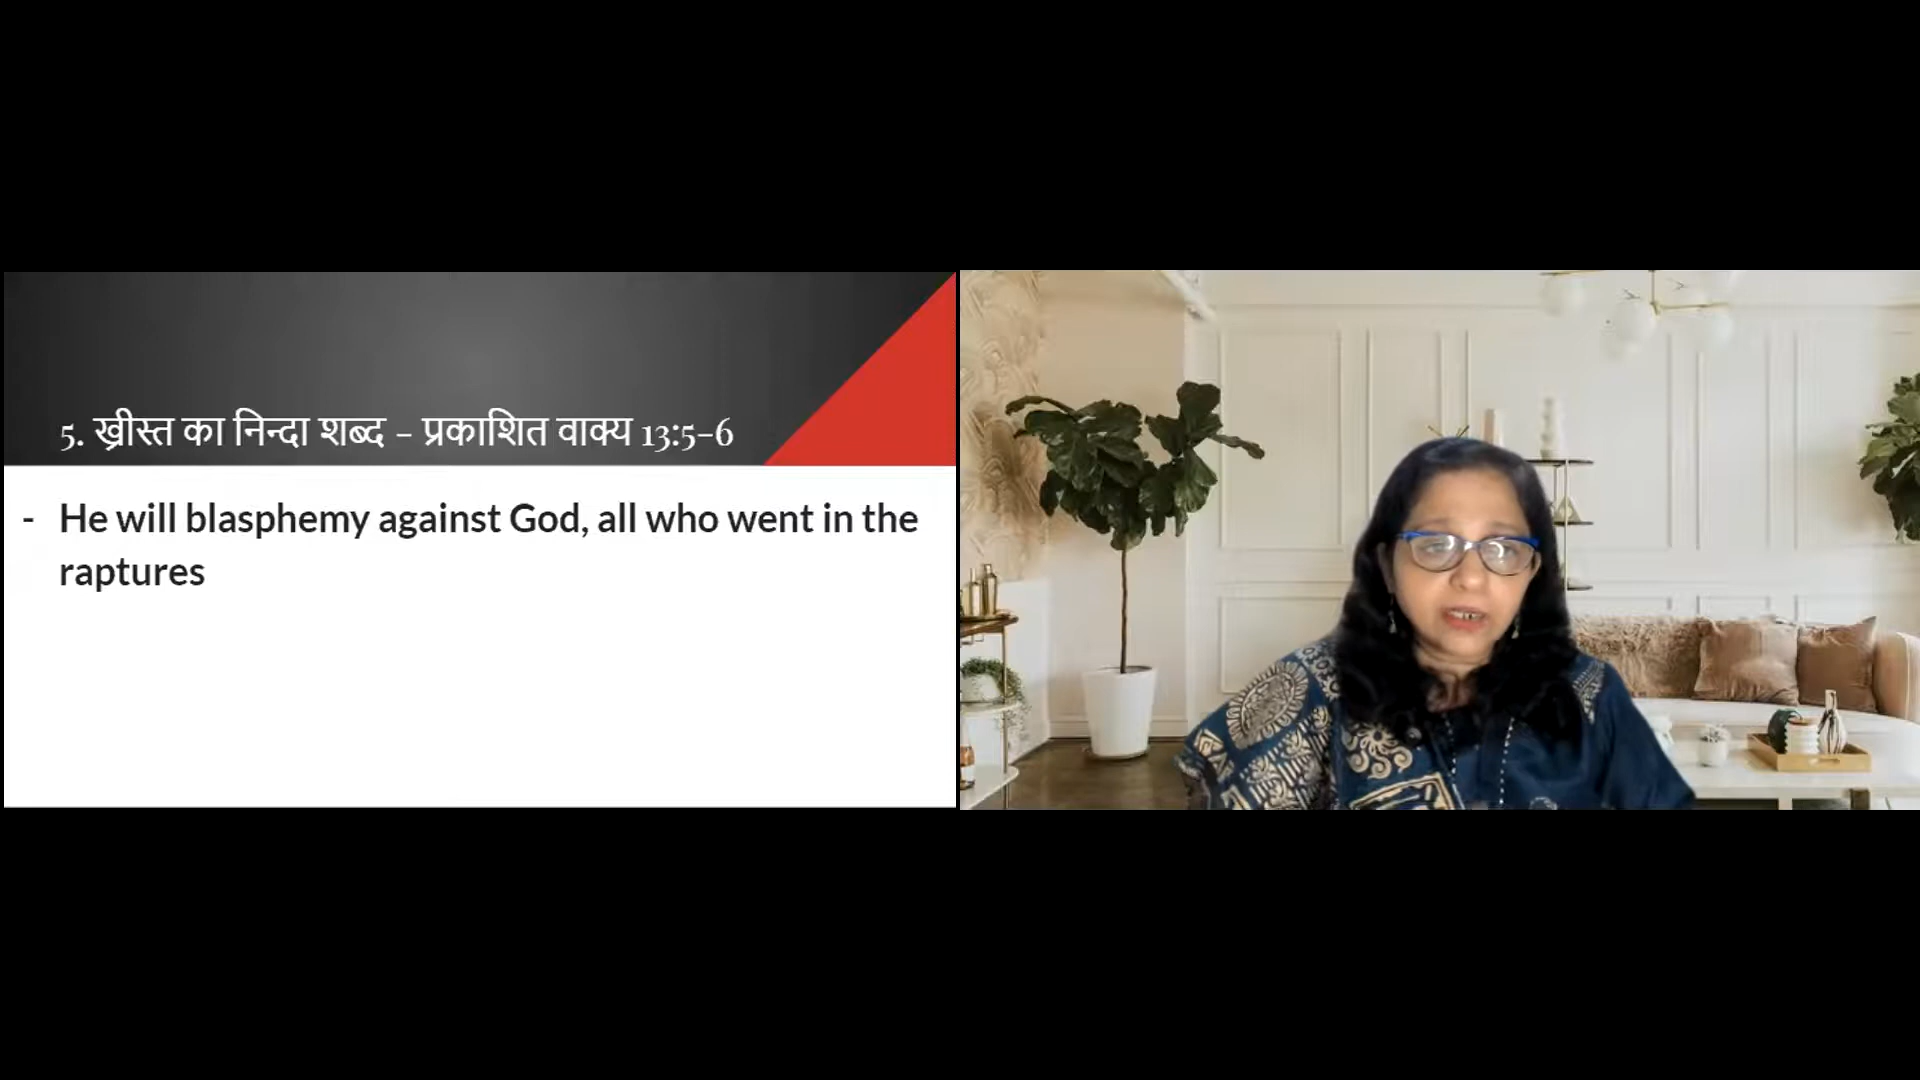 5. ख्रीस्त का निन्दा शब्द – प्रकाशित वाक्य 13:5-6
- He will blasphemy against God, all who went in the
raptures